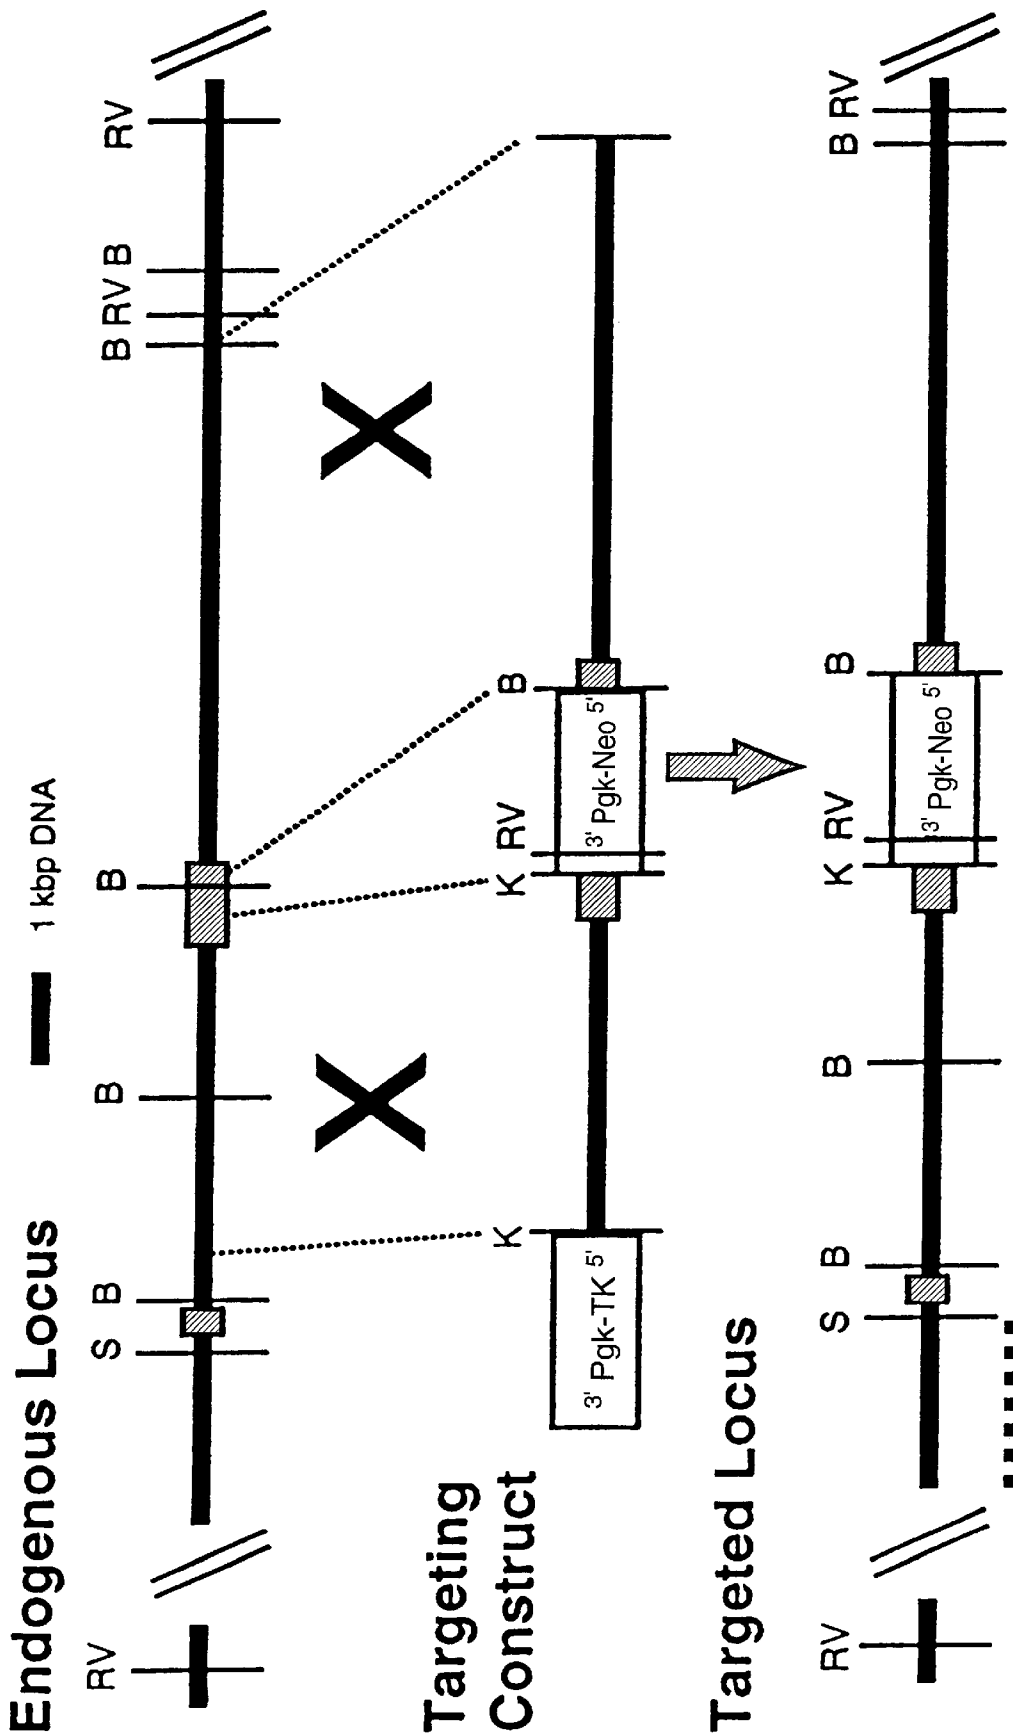 Endogenous Locus
1 kbp DNA
RV S B B B B RV B RV
Targeting
Construct
K K RV B
3' Pgk-TK 5'
3' Pgk-Neo 5'
Targeted Locus
RV S B B K RV B B RV
3' Pgk-Neo 5'